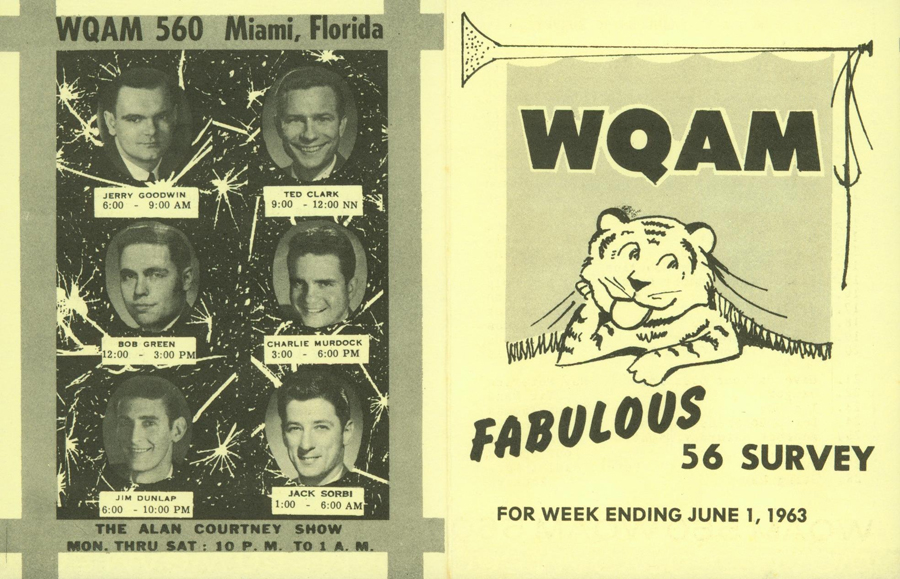 WQAM 560 Miami, Florida
JERRY GOODWIN
6:00 - 9:00 AM
TED CLARK
9:00 - 12:00 NN
BOB GREEN
12:00 - 3:00 PM
CHARLIE MURDOCK
3:00 - 6:00 PM
JIM DUNLAP
6:00 - 10:00 PM
JACK SORBI
1:00 - 6:00 AM
THE ALAN COURTNEY SHOW
MON. THRU SAT: 10 P. M. TO 1 A. M.
WQAM
FABULOUS
56 SURVEY
FOR WEEK ENDING JUNE 1, 1963